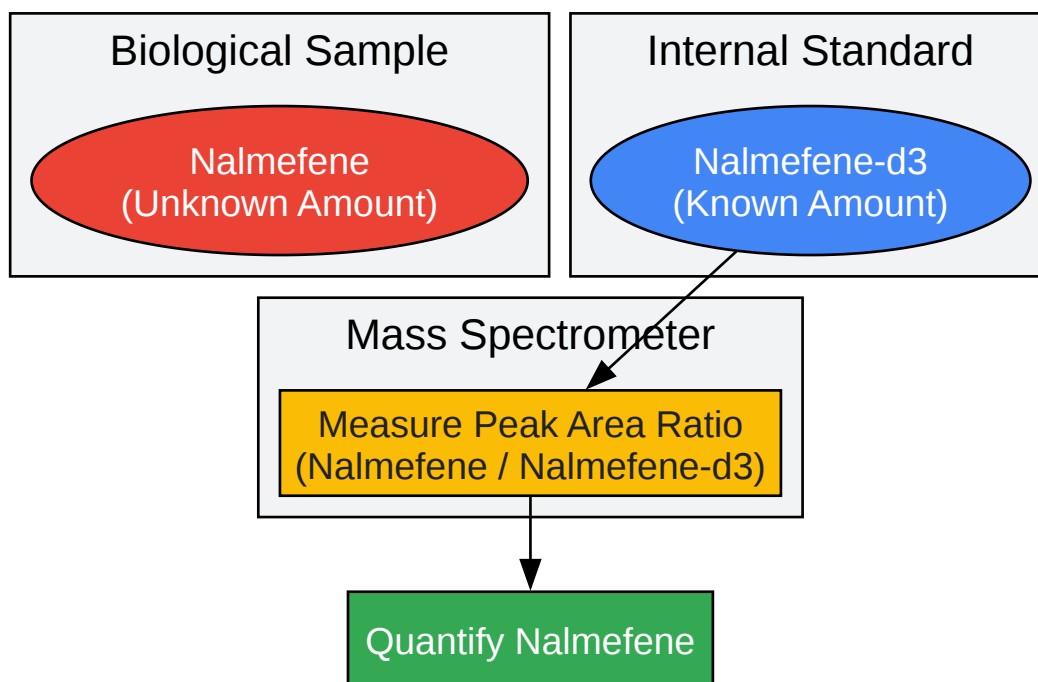 Biological Sample
Nalmefene
(Unknown Amount)
Internal Standard
Nalmefene-d3
(Known Amount)
Mass Spectrometer
Measure Peak Area Ratio
(Nalmefene / Nalmefene-d3)
Quantify Nalmefene